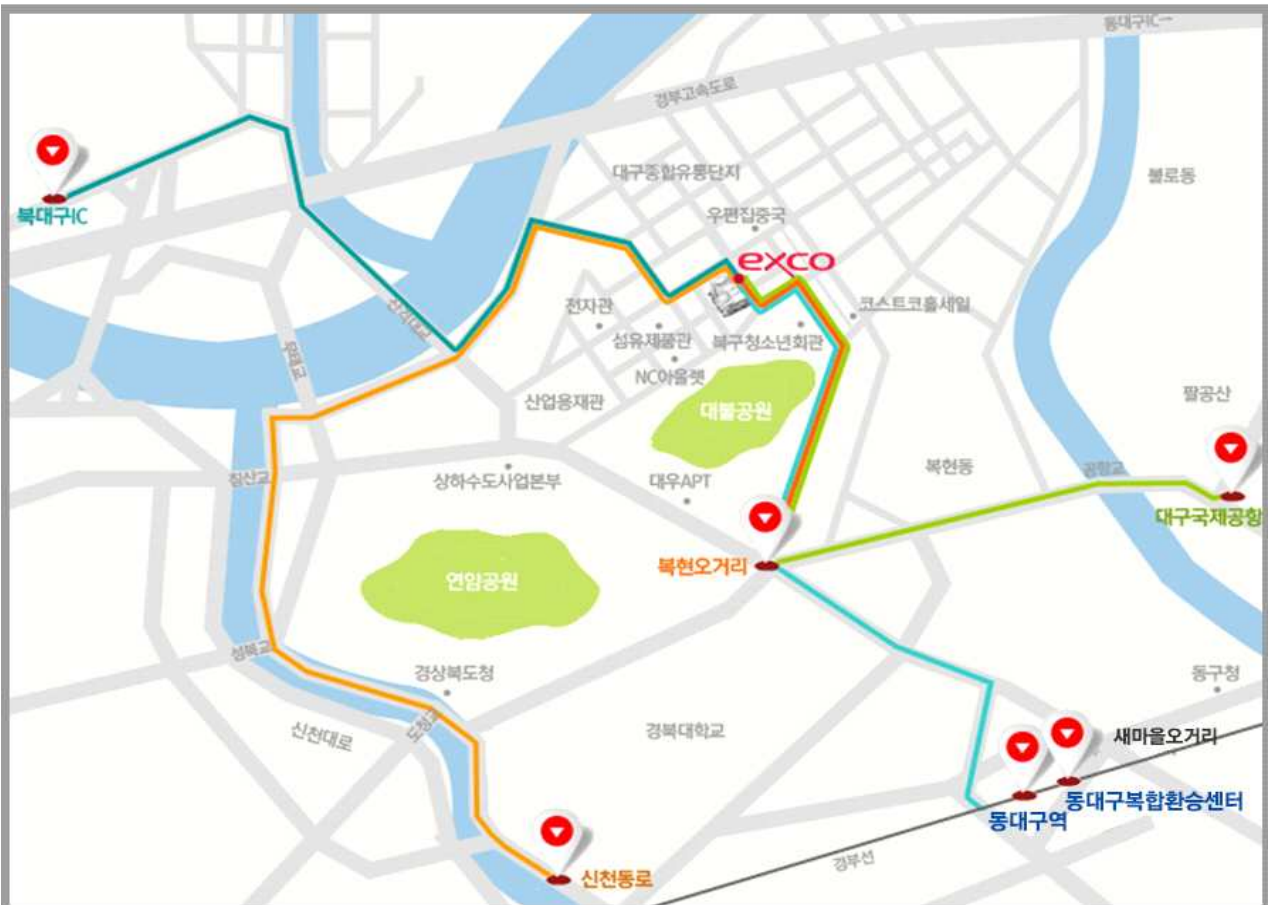 동대구IC→
경부고속도로
대구종합유통단지
불로동
북대구IC
우편집중국
exco
산격대교
전자관
코스트코홀세일
섬유제품관
북구청소년회관
무태교
NC아울렛
산업용재관
대불공원
팔공산
침산교
상하수도사업본부
대우APT
복현동
공항교
대구국제공항
복현오거리
연암공원
성북교
경상북도청
동구청
신천대로
도청교
경북대학교
새마을오거리
동대구복합환승센터
동대구역
경부선
신천동로